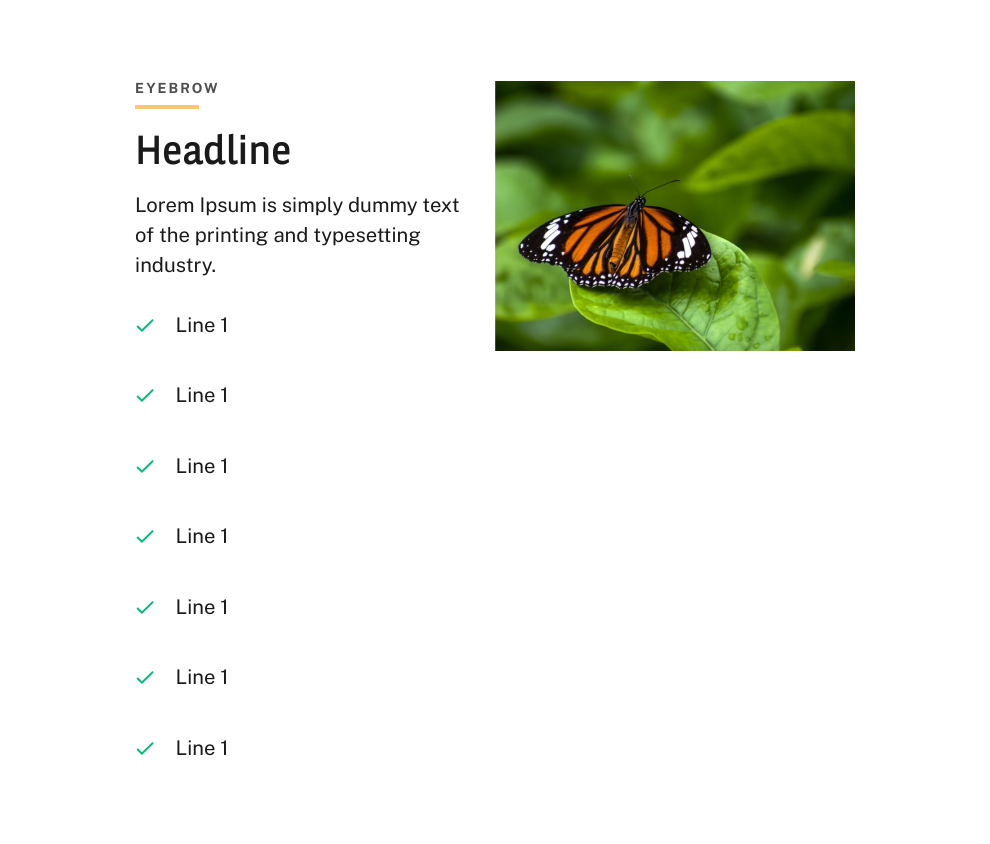 EYEBROW
Headline
Lorem Ipsum is simply dummy text
of the printing and typesetting
industry.
Line 1
Line 1
Line 1
Line 1
Line 1
Line 1
Line 1